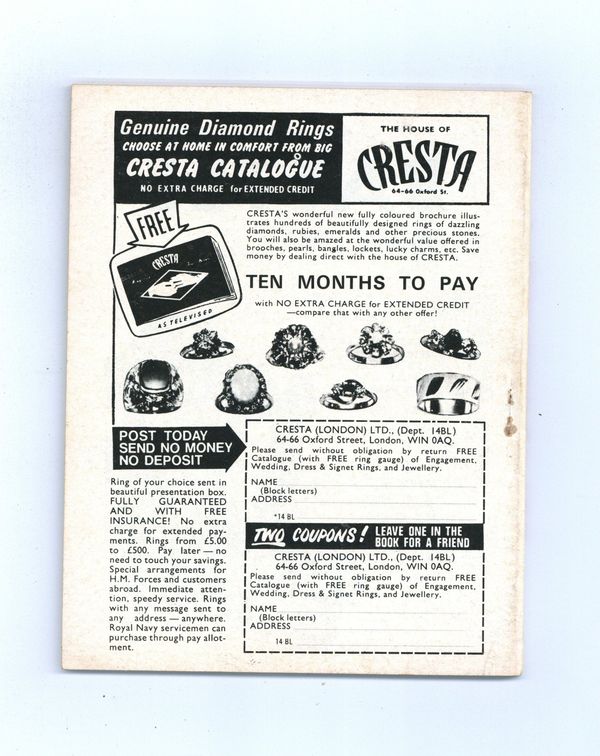 Genuine Diamond Rings
CHOOSE AT HOME IN COMFORT FROM BIG
CRESTA CATALOGUE
NO EXTRA CHARGE for EXTENDED CREDIT
THE HOUSE OF
CRESTA
64-66 Oxford St.
FREE
CRESTA
AS TELEVISED
CRESTA'S wonderful new fully coloured brochure illus-
trates hundreds of beautifully designed rings of dazzling
diamonds, rubies, emeralds and other precious stones.
You will also be amazed at the wonderful value offered in
brooches, pearls, bangles, lockets, lucky charms, etc. Save
money by dealing direct with the house of CRESTA.
TEN MONTHS TO PAY
with NO EXTRA CHARGE for EXTENDED CREDIT
—compare that with any other offer!
POST TODAY
SEND NO MONEY
NO DEPOSIT
Ring of your choice sent in
beautiful presentation box.
FULLY GUARANTEED
AND WITH FREE
INSURANCE! No extra
charge for extended pay-
ments. Rings from £5.00
to £500. Pay later — no
need to touch your savings.
Special arrangements for
H.M. Forces and customers
abroad. Immediate atten-
tion, speedy service. Rings
with any message sent to
any address — anywhere.
Royal Navy servicemen can
purchase through pay allot-
ment.
CRESTA (LONDON) LTD., (Dept. 14BL)
64-66 Oxford Street, London, WIN 0AQ.
Please send without obligation by return FREE
Catalogue (with FREE ring gauge) of Engagement,
Wedding, Dress & Signet Rings, and Jewellery.
NAME
(Block letters)
ADDRESS
*14 BL
TWO COUPONS! LEAVE ONE IN THE
BOOK FOR A FRIEND
CRESTA (LONDON) LTD., (Dept. 14BL)
64-66 Oxford Street, London, WIN 0AQ.
Please send without obligation by return FREE
Catalogue (with FREE ring gauge) of Engagement,
Wedding, Dress & Signet Rings, and Jewellery.
NAME
(Block letters)
ADDRESS
14 BL